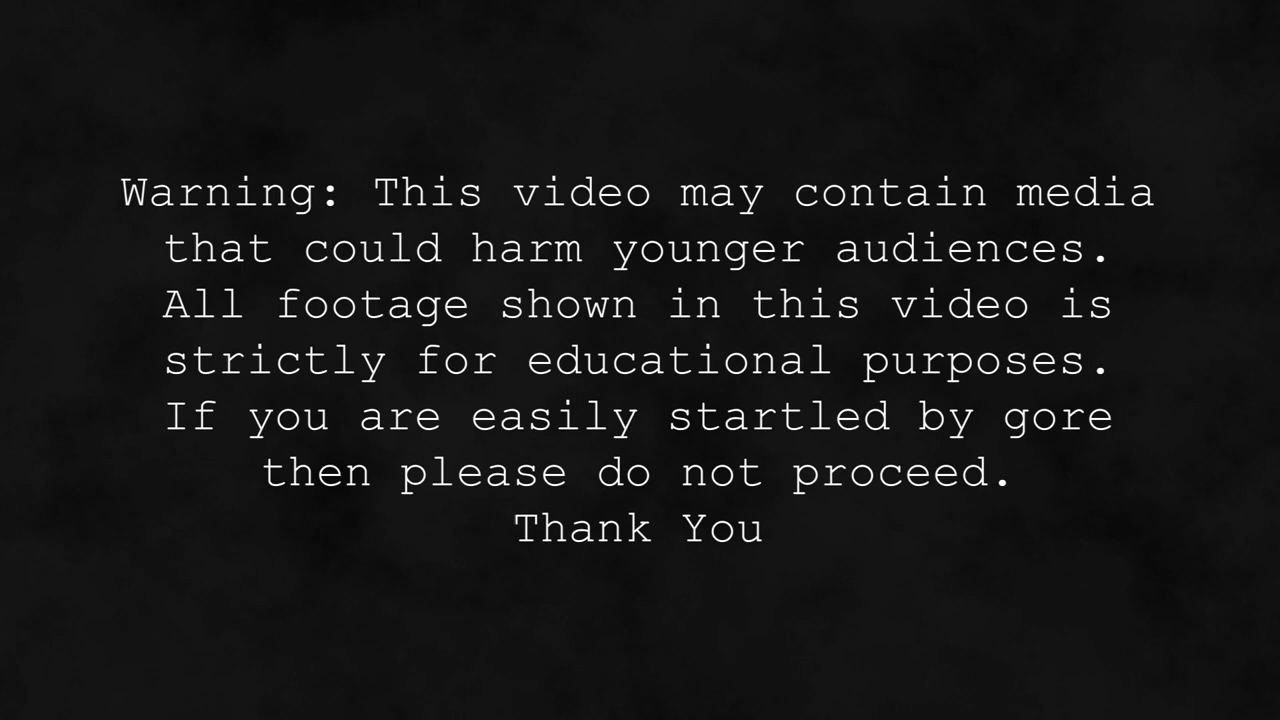 Warning: This video may contain media
that could harm younger audiences.
All footage shown in this video is
strictly for educational purposes.
If you are easily startled by gore
then please do not proceed.
Thank You